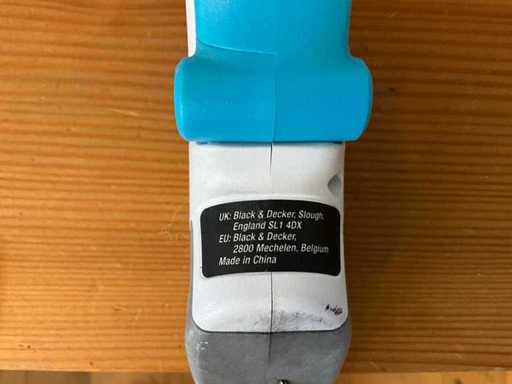 UK: Black & Decker, Slough,
England SL1 4DX
EU: Black & Decker,
2800 Mechelen, Belgium
Made in China